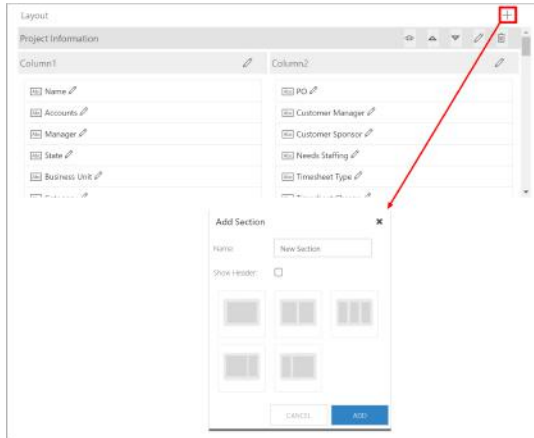 Layout
Project Information
Column1
Column2
Name
PO
Accounts
Customer Manager
Manager
Customer Sponsor
State
Needs Staffing
Business Unit
Timesheet Type
Add Section
Name:
New Section
Show Header:
CANCEL
ADD